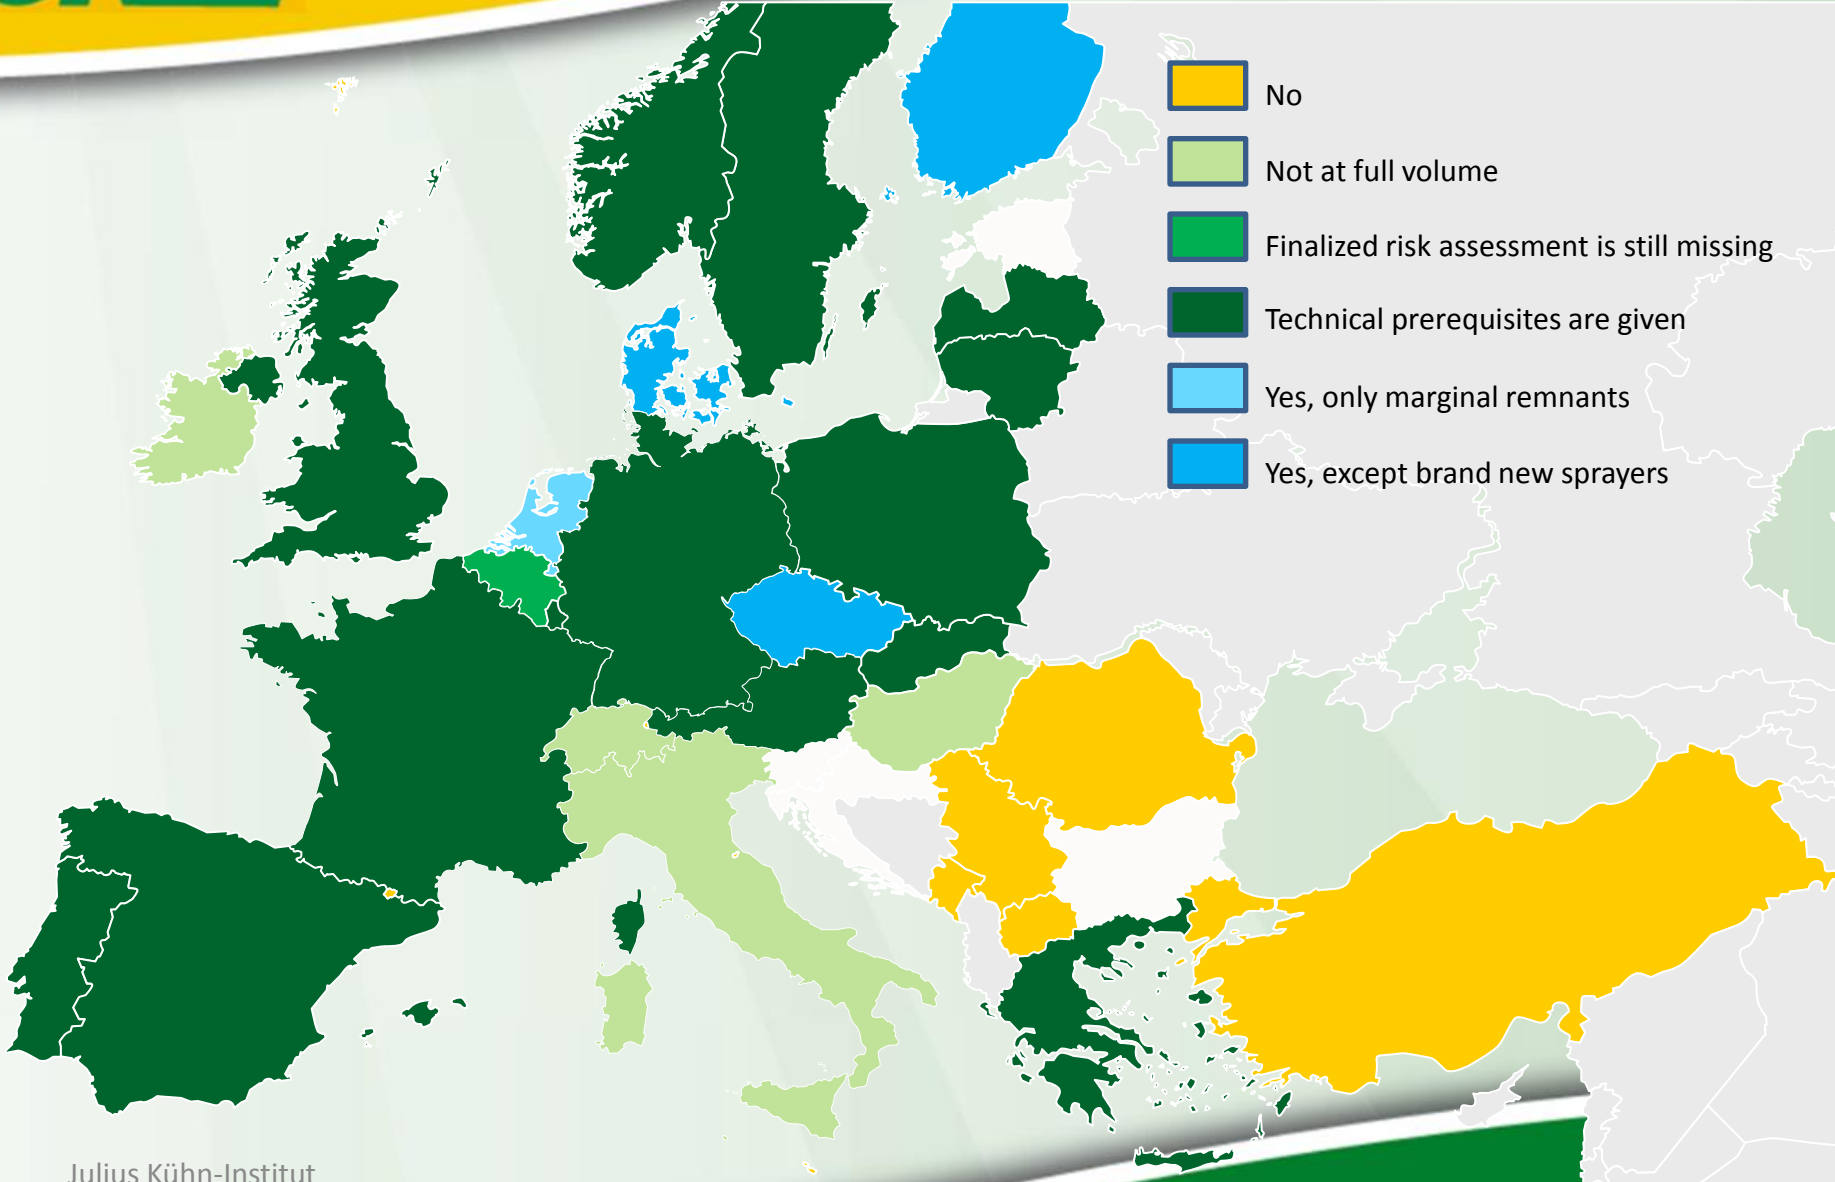 No
Not at full volume
Finalized risk assessment is still missing
Technical prerequisites are given
Yes, only marginal remnants
Yes, except brand new sprayers
Julius Kühn-Institut